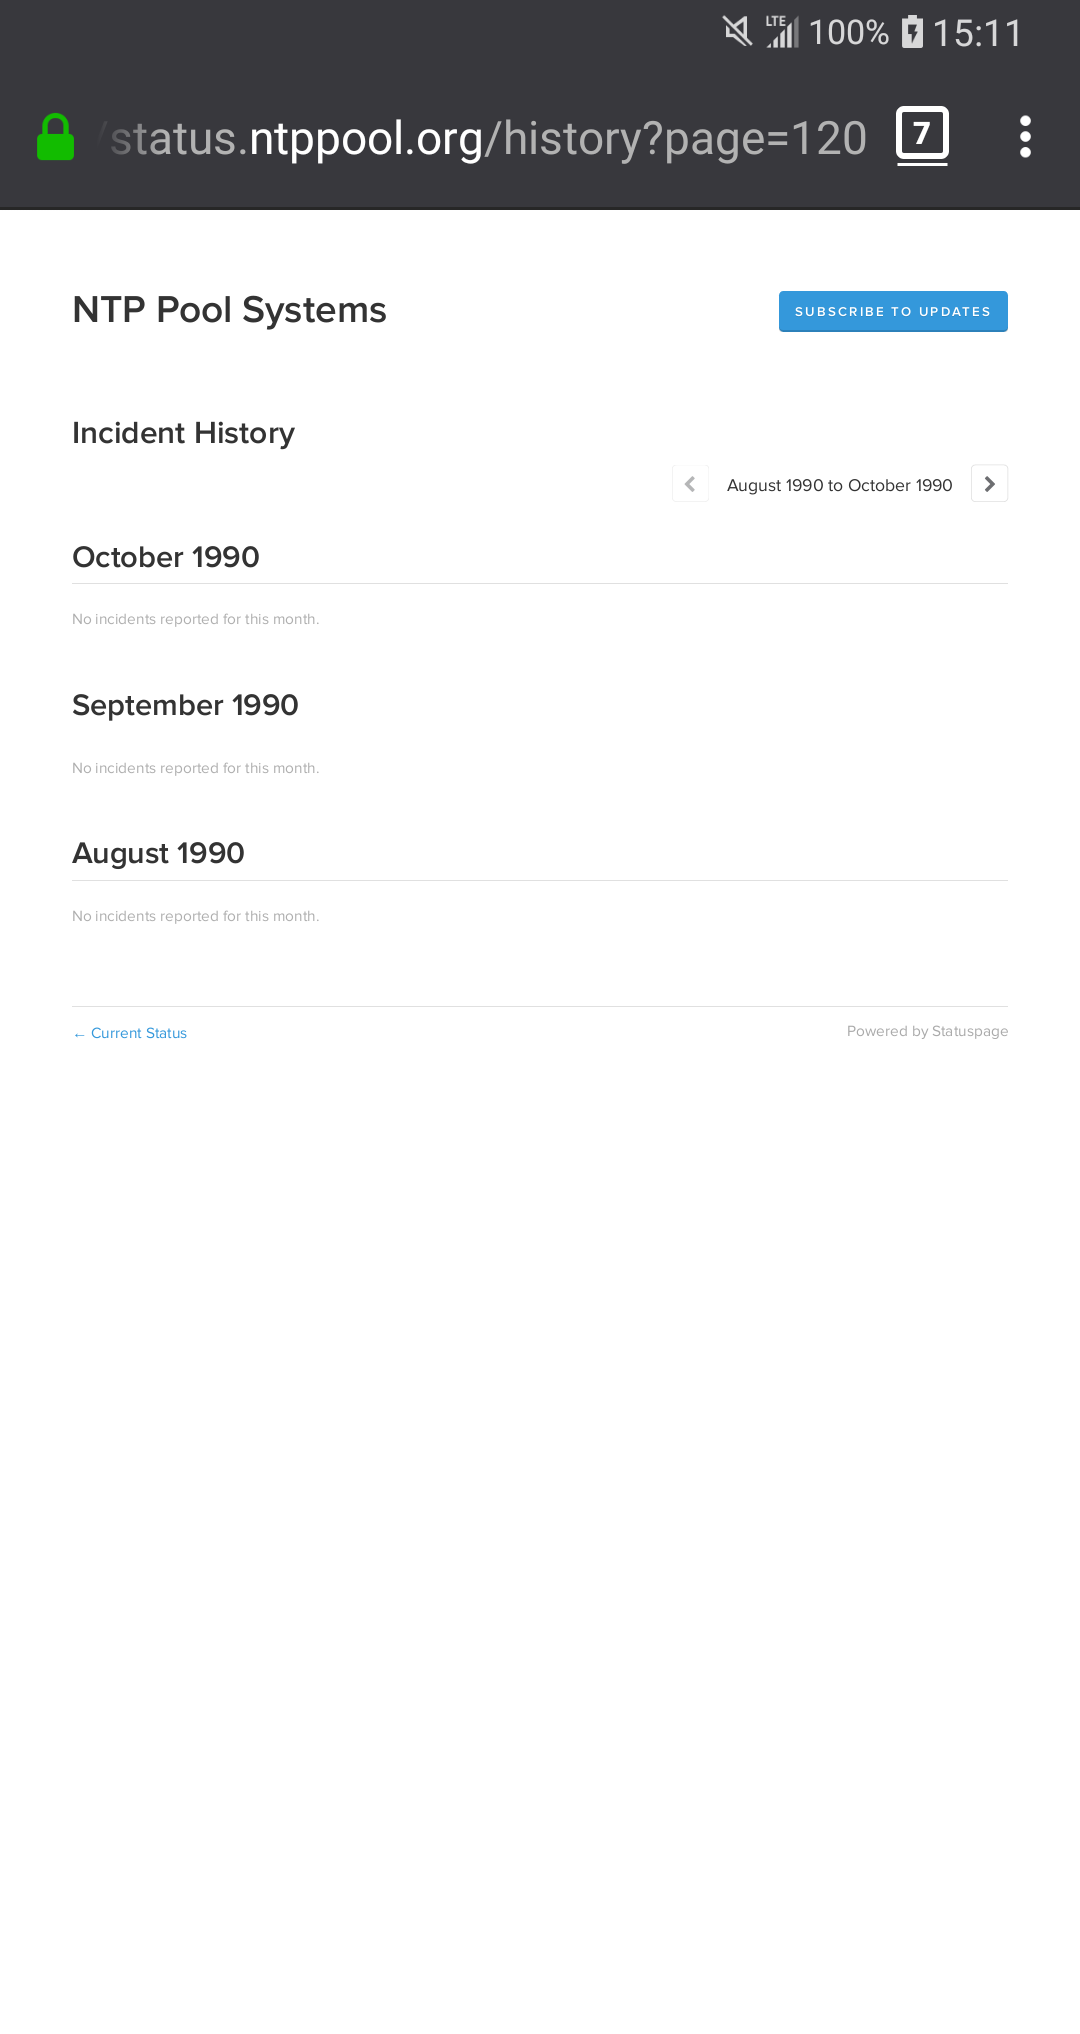 LTE 100% 15:11
/status.ntppool.org/history?page=120 7
NTP Pool Systems
SUBSCRIBE TO UPDATES
Incident History
August 1990 to October 1990
October 1990
No incidents reported for this month.
September 1990
No incidents reported for this month.
August 1990
No incidents reported for this month.
← Current Status
Powered by Statuspage